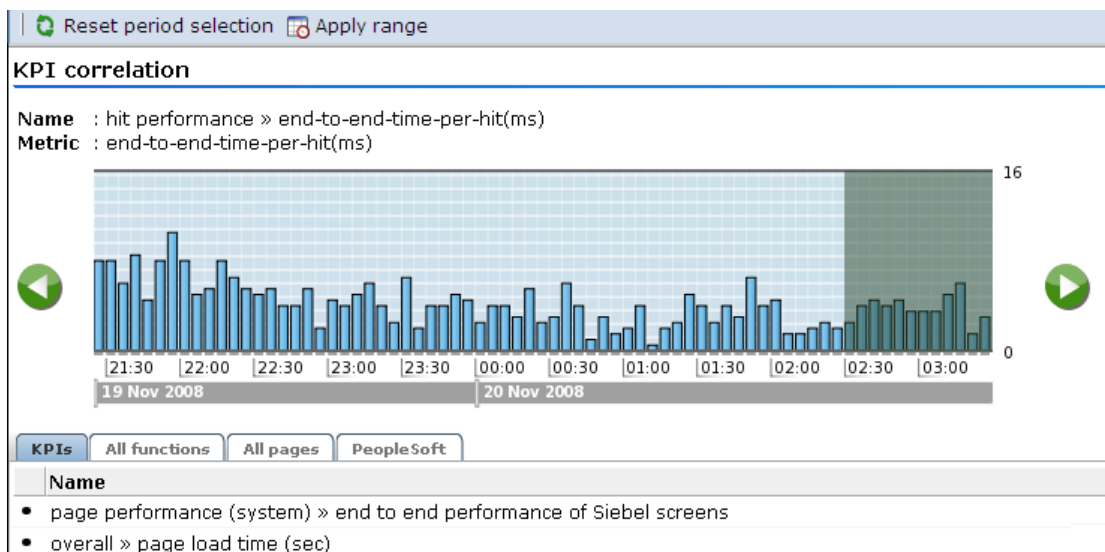 Reset period selection Apply range
KPI correlation
Name : hit performance » end-to-end-time-per-hit(ms)
Metric : end-to-end-time-per-hit(ms)
16
0
21:30 22:00 22:30 23:00 23:30 00:00 00:30 01:00 01:30 02:00 02:30 03:00
19 Nov 2008 20 Nov 2008
KPIs All functions All pages PeopleSoft
Name
• page performance (system) » end to end performance of Siebel screens
• overall » page load time (sec)